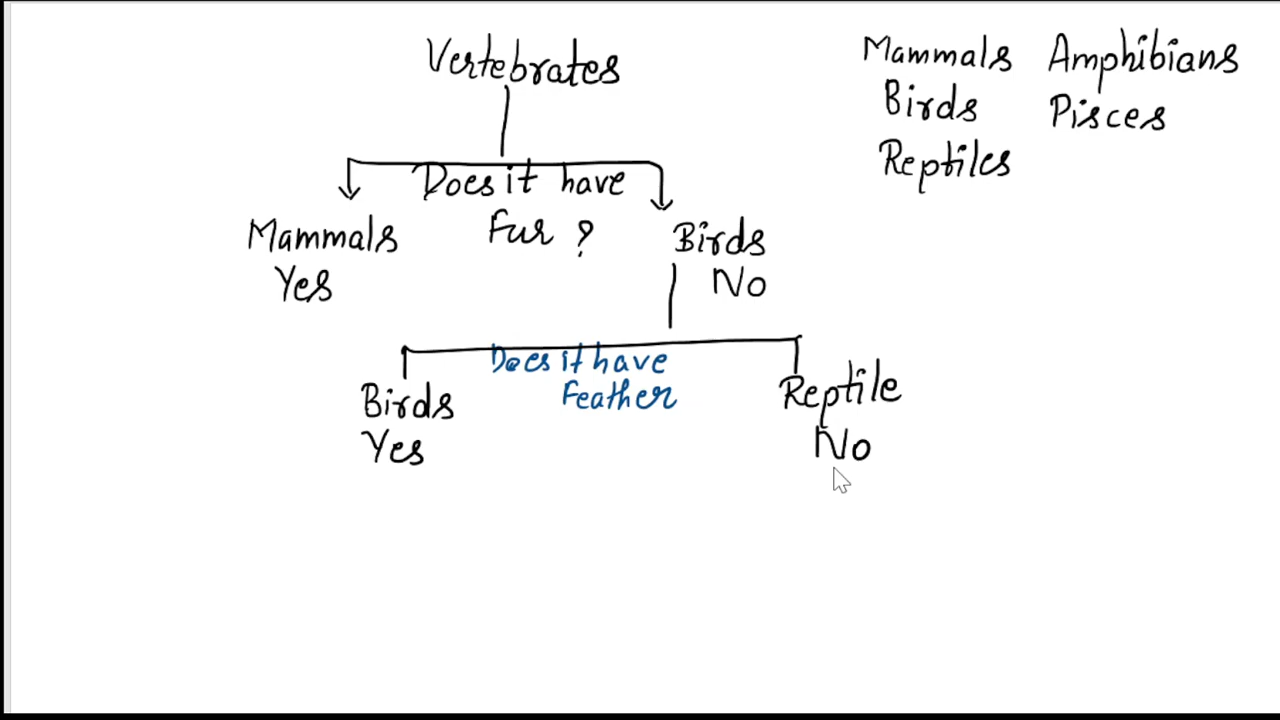 Vertebrates
Mammals Amphibians
Birds Pisces
Reptiles
Does it have
Fur ?
Mammals
Yes
Birds
No
Does it have
Feather
Birds
Yes
Reptile
No